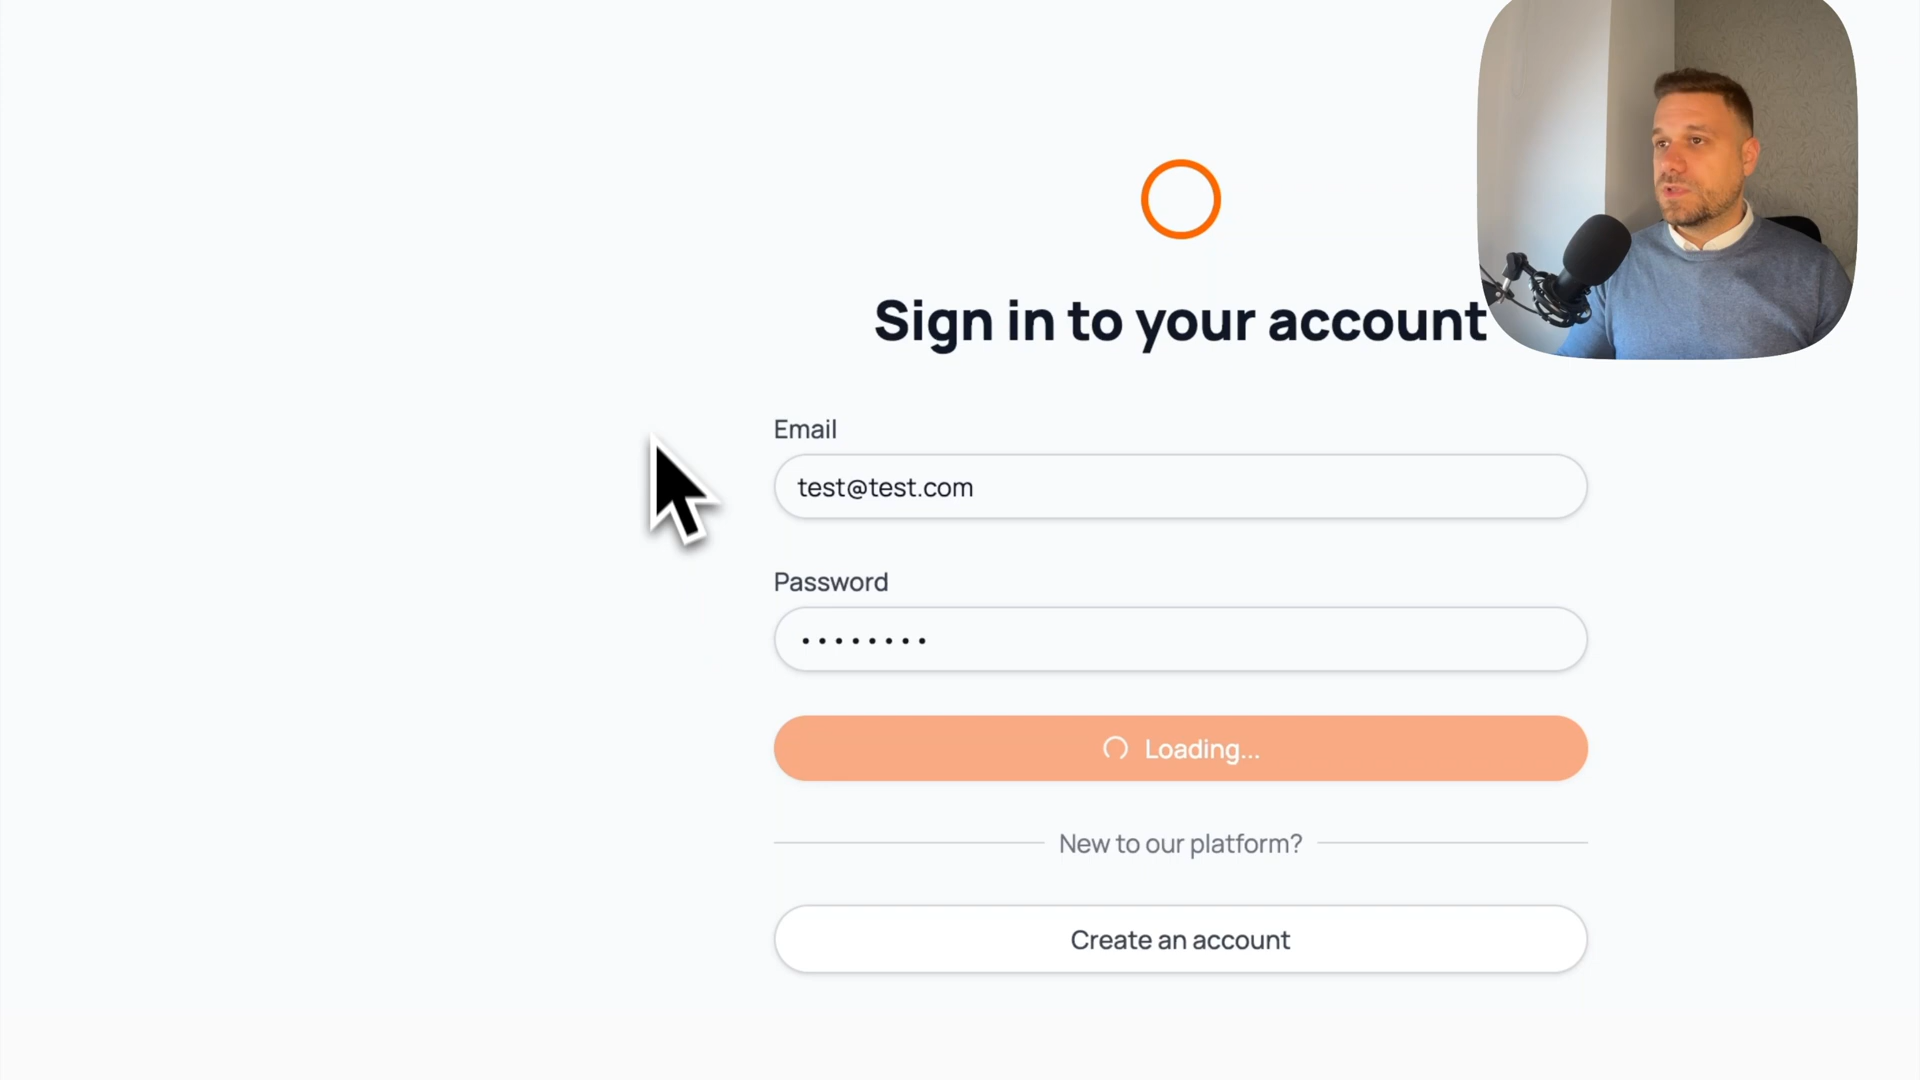 Sign in to your account
Email
test@test.com
Password
••••••••
Loading...
New to our platform?
Create an account